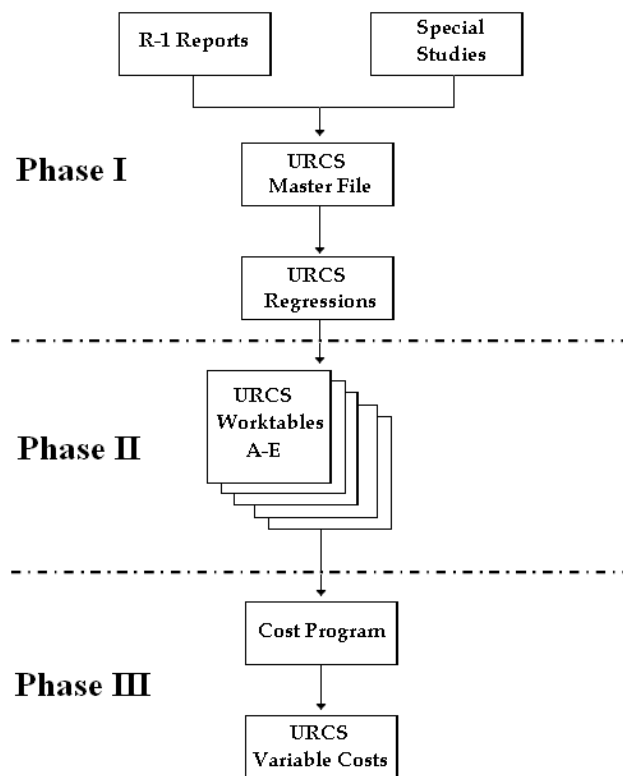 R-1 Reports
Special
Studies
Phase I
URCS
Master File
URCS
Regressions
Phase II
URCS
Worktables
A-E
Cost Program
Phase III
URCS
Variable Costs